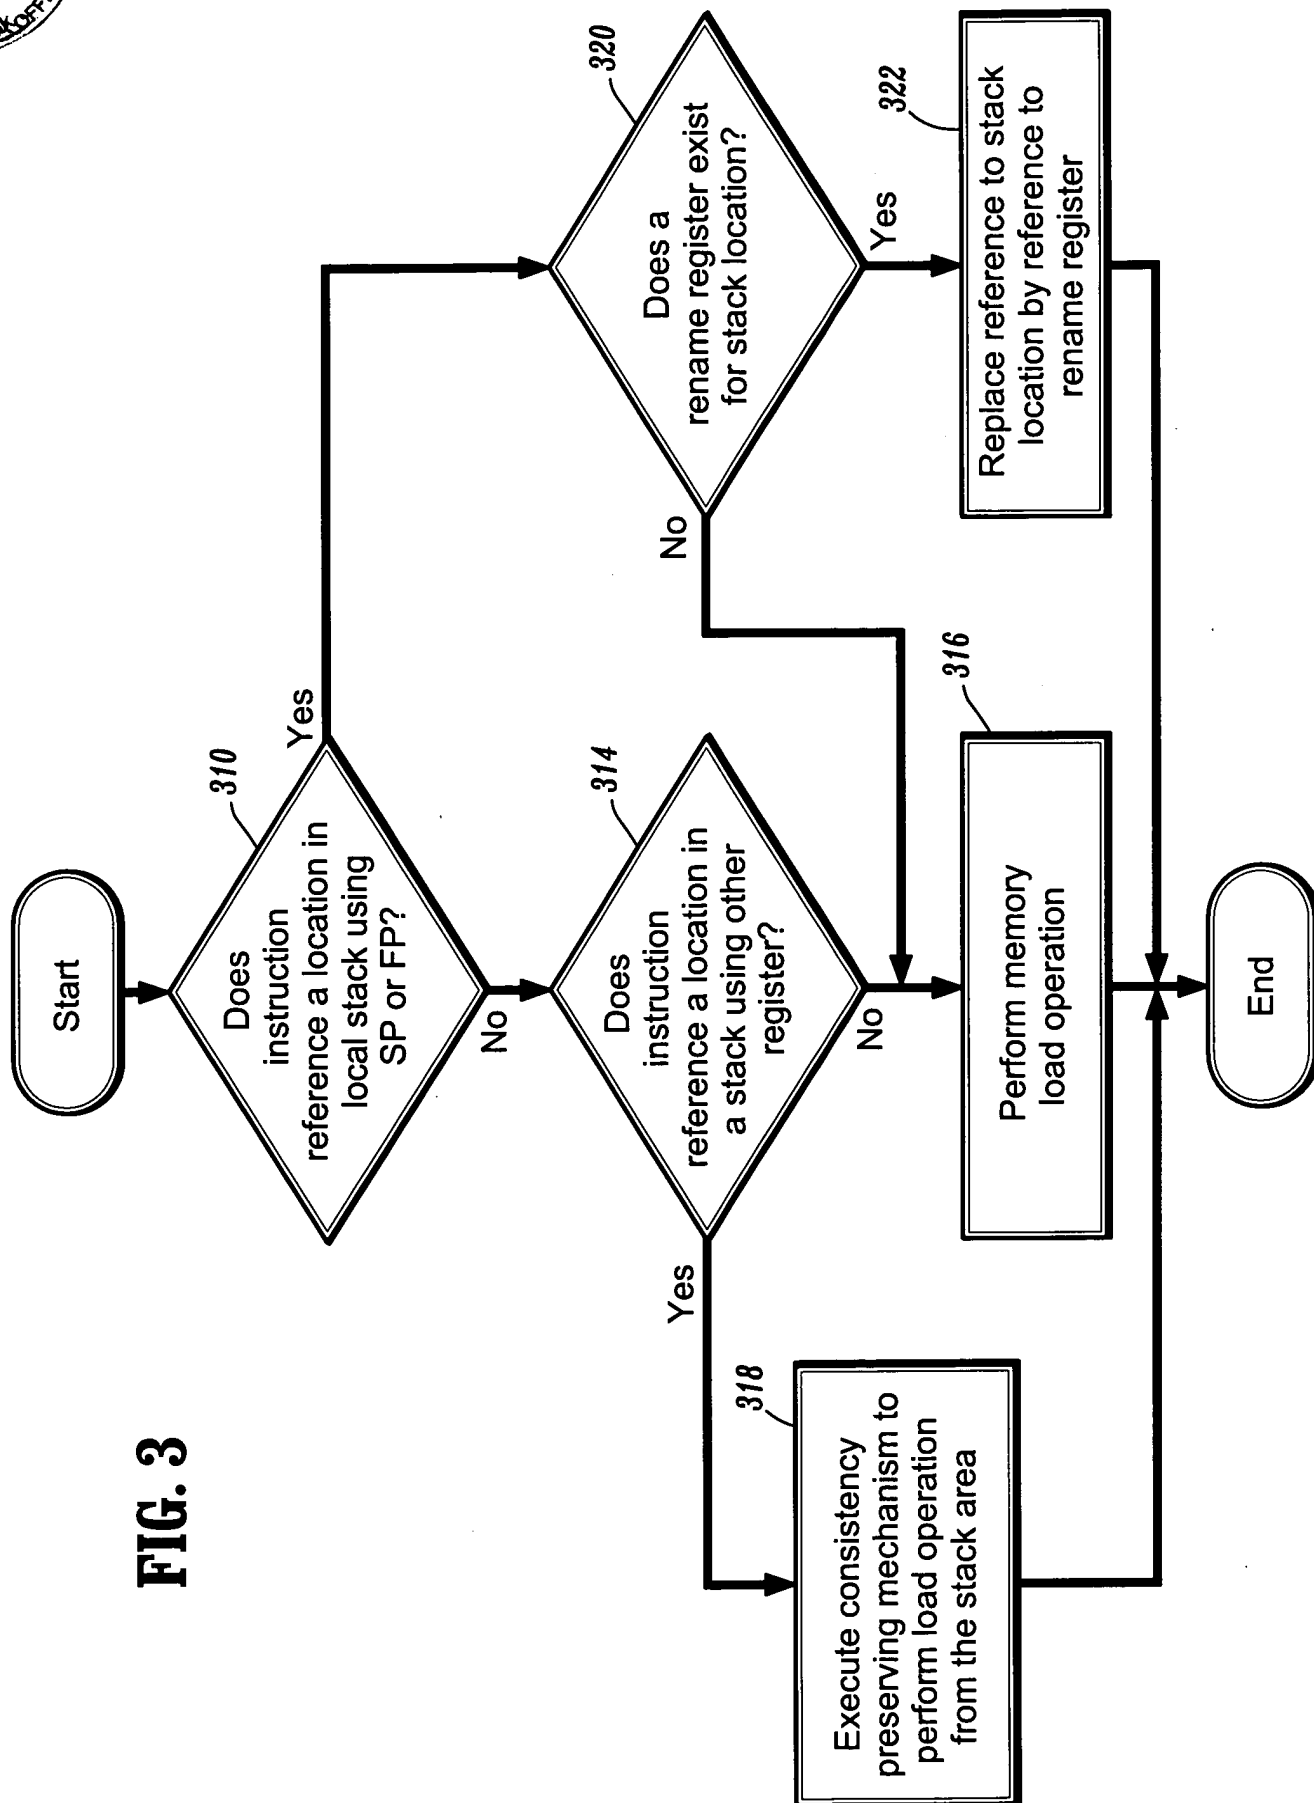 FIG. 3
Start
Does
instruction
reference a location in
local stack using
SP or FP?
310
Yes
No
Does
instruction
reference a location in
a stack using other
register?
314
Yes
No
Does a
rename register exist
for stack location?
320
No
Yes
Execute consistency
preserving mechanism to
perform load operation
from the stack area
318
Perform memory
load operation
316
Replace reference to stack
location by reference to
rename register
322
End